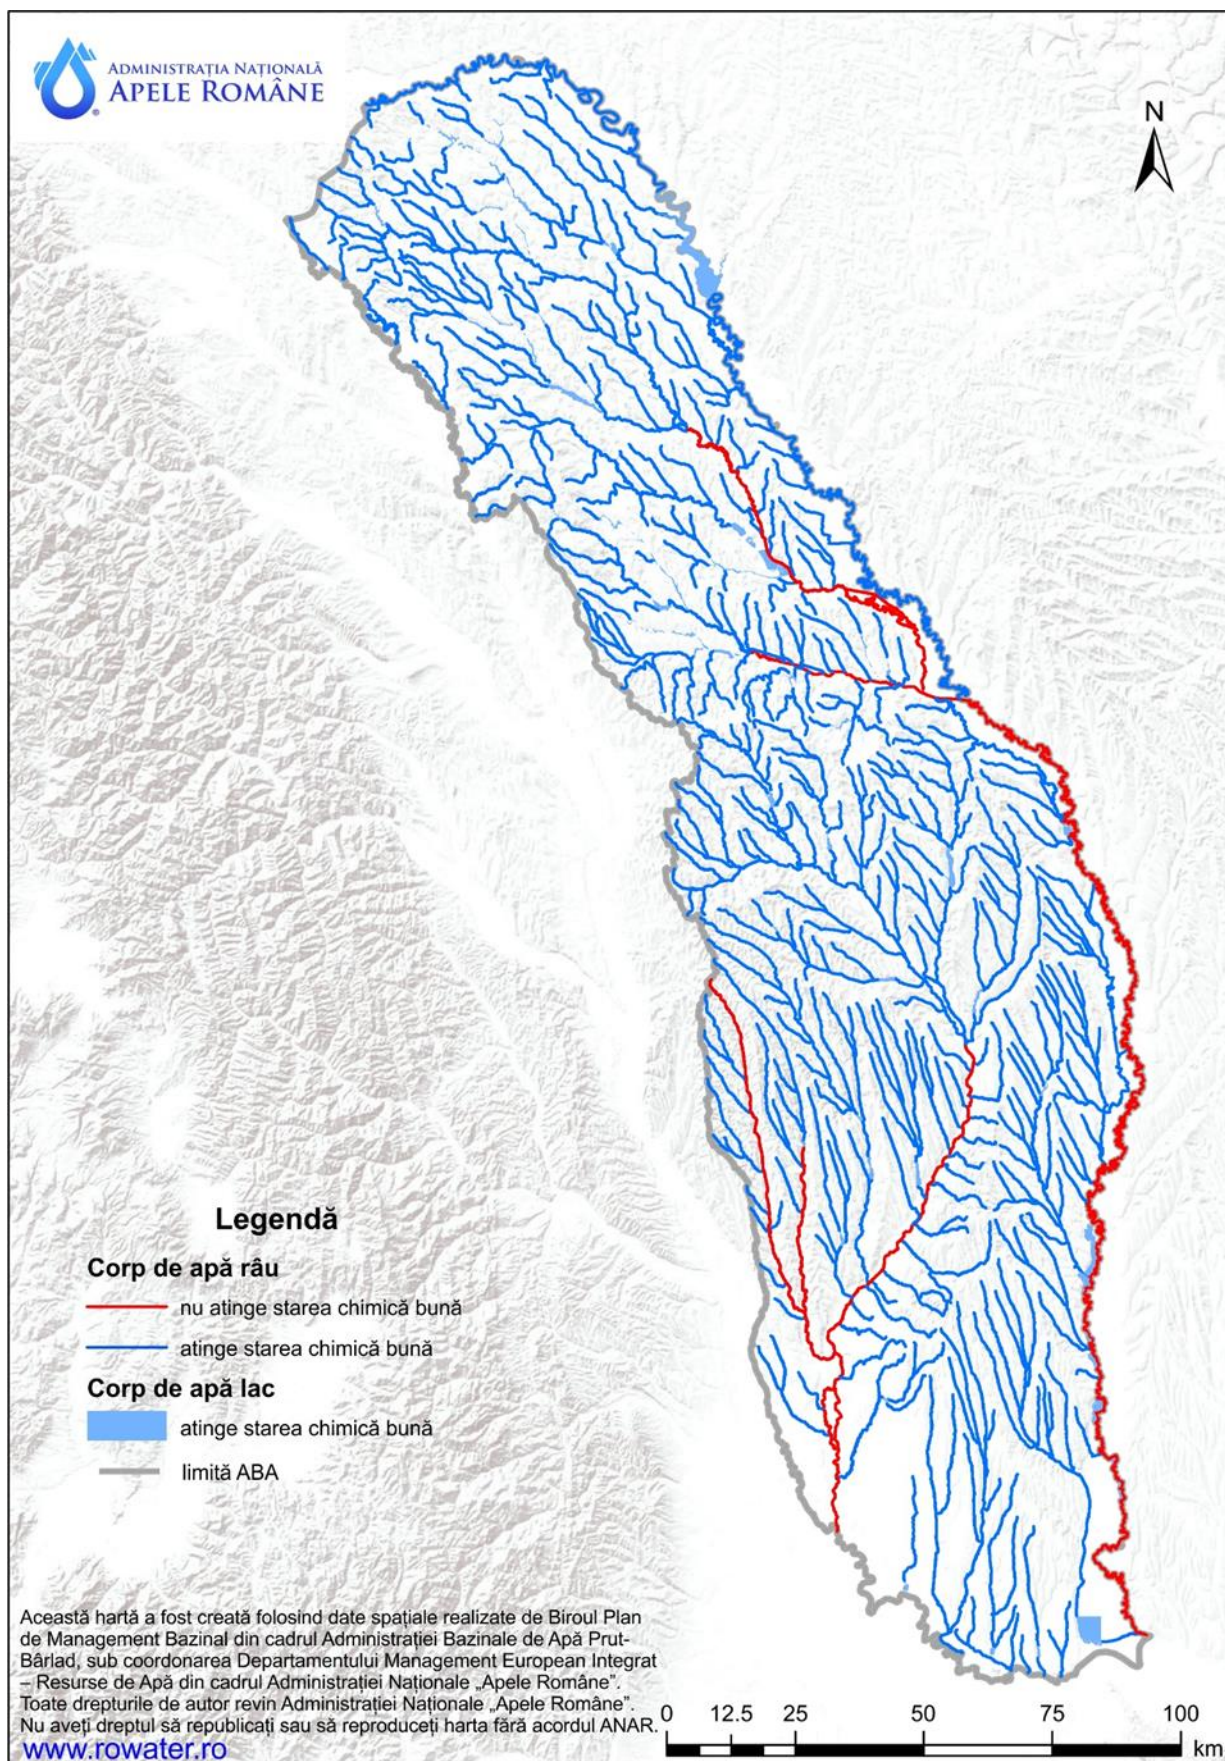 ADMINISTRAȚIA NAȚIONALĂ
APELE ROMÂNE
®
N
Legendă
Corp de apă râu
nu atinge starea chimică bună
atinge starea chimică bună
Corp de apă lac
atinge starea chimică bună
limită ABA
Această hartă a fost creată folosind date spațiale realizate de Biroul Plan
de Management Bazinal din cadrul Administrației Bazinale de Apă Prut-
Bârlad, sub coordonarea Departamentului Management European Integrat
– Resurse de Apă din cadrul Administrației Naționale „Apele Române”.
Toate drepturile de autor revin Administrației Naționale „Apele Române”.
Nu aveți dreptul să republicați sau să reproduceți harta fără acordul ANAR.
www.rowater.ro
0 12.5 25 50 75 100
km